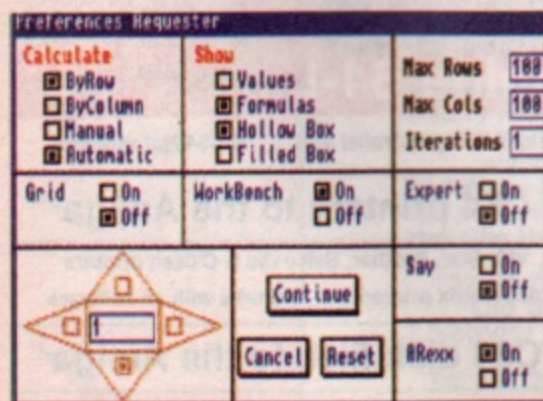 Preferences Requester
Calculate
ByRow
ByColumn
Manual
Automatic
Show
Values
Formulas
Hollow Box
Filled Box
Max Rows 100
Max Cols 100
Iterations 1
Grid On
Off
WorkBench On
Off
Expert On
Off
1
Continue
Cancel Reset
Say On
Off
ARexx On
Off